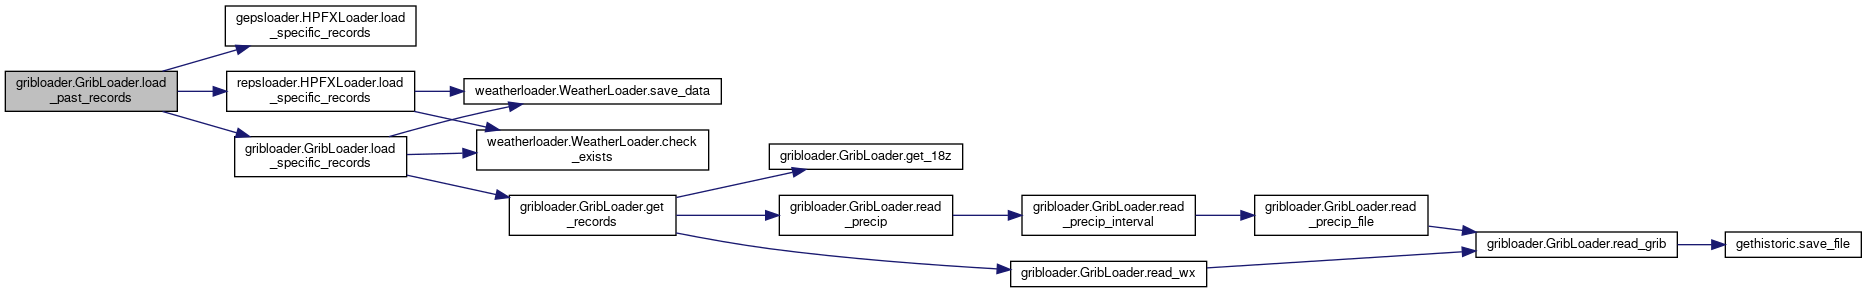 gepsloader.HPFXLoader.load
_specific_records
gribloader.GribLoader.load
_past_records
repsloader.HPFXLoader.load
_specific_records
weatherloader.WeatherLoader.save_data
gribloader.GribLoader.load
_specific_records
weatherloader.WeatherLoader.check
_exists
gribloader.GribLoader.get_18z
gribloader.GribLoader.get
_records
gribloader.GribLoader.read
_precip
gribloader.GribLoader.read
_precip_interval
gribloader.GribLoader.read
_precip_file
gribloader.GribLoader.read_grib
gethistoric.save_file
gribloader.GribLoader.read_wx